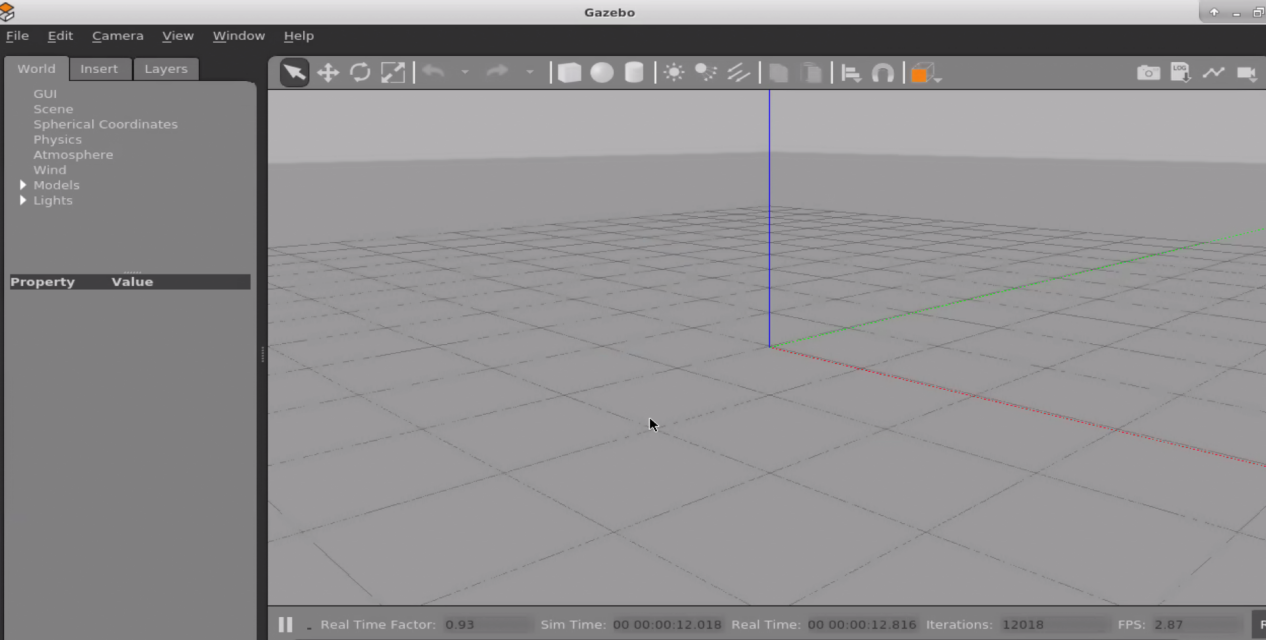 Gazebo
File Edit Camera View Window Help
World Insert Layers
LOG
GUI
Scene
Spherical Coordinates
Physics
Atmosphere
Wind
Models
Lights
Property Value
Real Time Factor: 0.93 Sim Time: 00 00:00:12.018 Real Time: 00 00:00:12.816 Iterations: 12018 FPS: 2.87